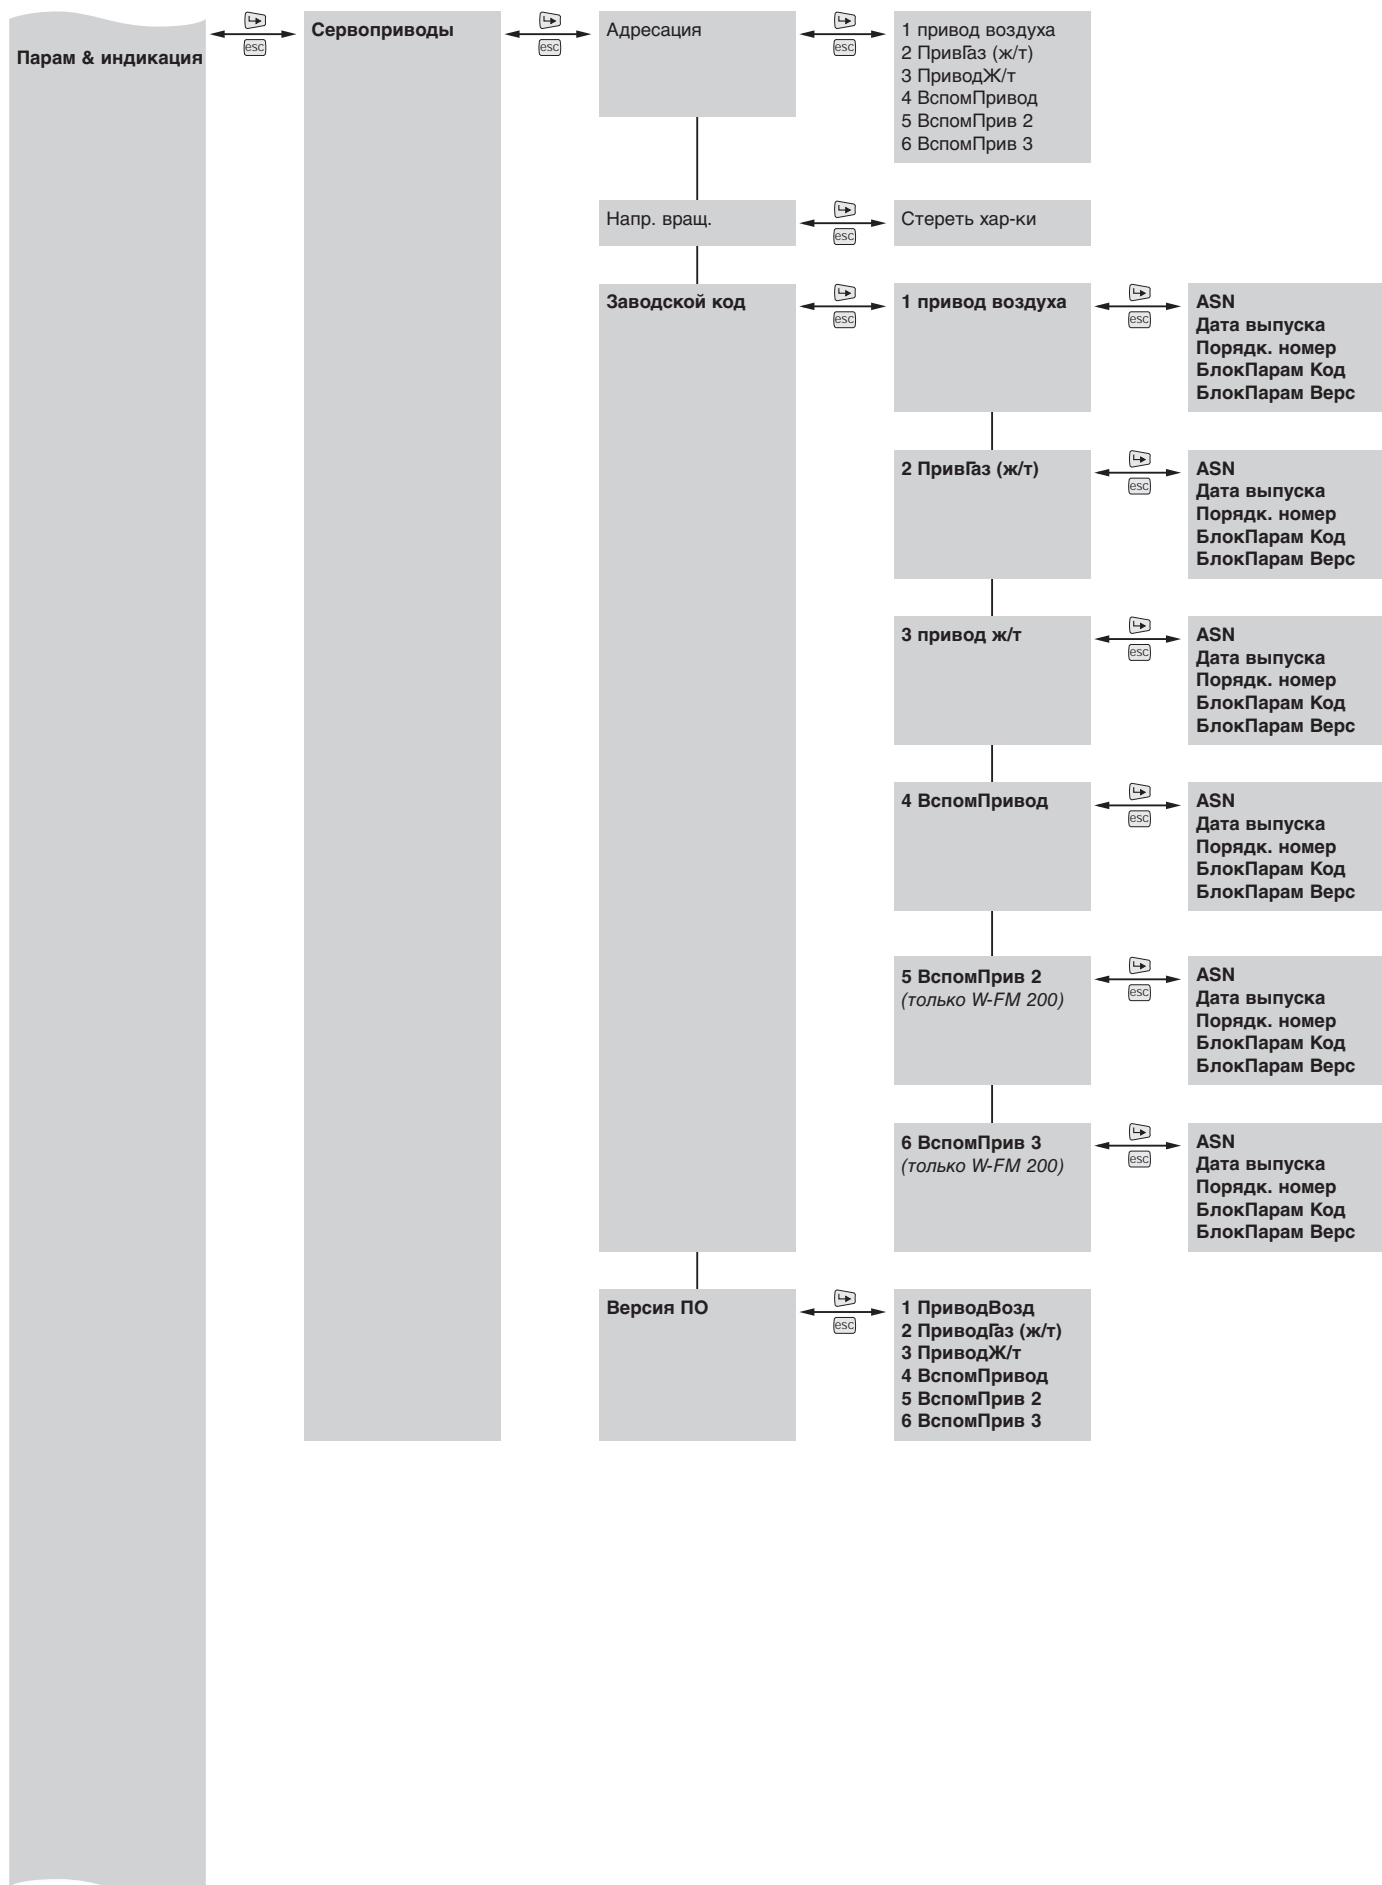 Парам & индикация
esc
Сервоприводы
esc
Адресация
esc
1 привод воздуха
2 ПривГаз (ж/т)
3 ПриводЖ/т
4 ВспомПривод
5 ВспомПрив 2
6 ВспомПрив 3
Напр. вращ.
esc
Стереть хар-ки
Заводской код
esc
1 привод воздуха
esc
ASN
Дата выпуска
Порядк. номер
БлокПарам Код
БлокПарам Верс
2 ПривГаз (ж/т)
esc
ASN
Дата выпуска
Порядк. номер
БлокПарам Код
БлокПарам Верс
3 привод ж/т
esc
ASN
Дата выпуска
Порядк. номер
БлокПарам Код
БлокПарам Верс
4 ВспомПривод
esc
ASN
Дата выпуска
Порядк. номер
БлокПарам Код
БлокПарам Верс
5 ВспомПрив 2
(только W-FM 200)
esc
ASN
Дата выпуска
Порядк. номер
БлокПарам Код
БлокПарам Верс
6 ВспомПрив 3
(только W-FM 200)
esc
ASN
Дата выпуска
Порядк. номер
БлокПарам Код
БлокПарам Верс
Версия ПО
esc
1 ПриводВозд
2 ПриводГаз (ж/т)
3 ПриводЖ/т
4 ВспомПривод
5 ВспомПрив 2
6 ВспомПрив 3